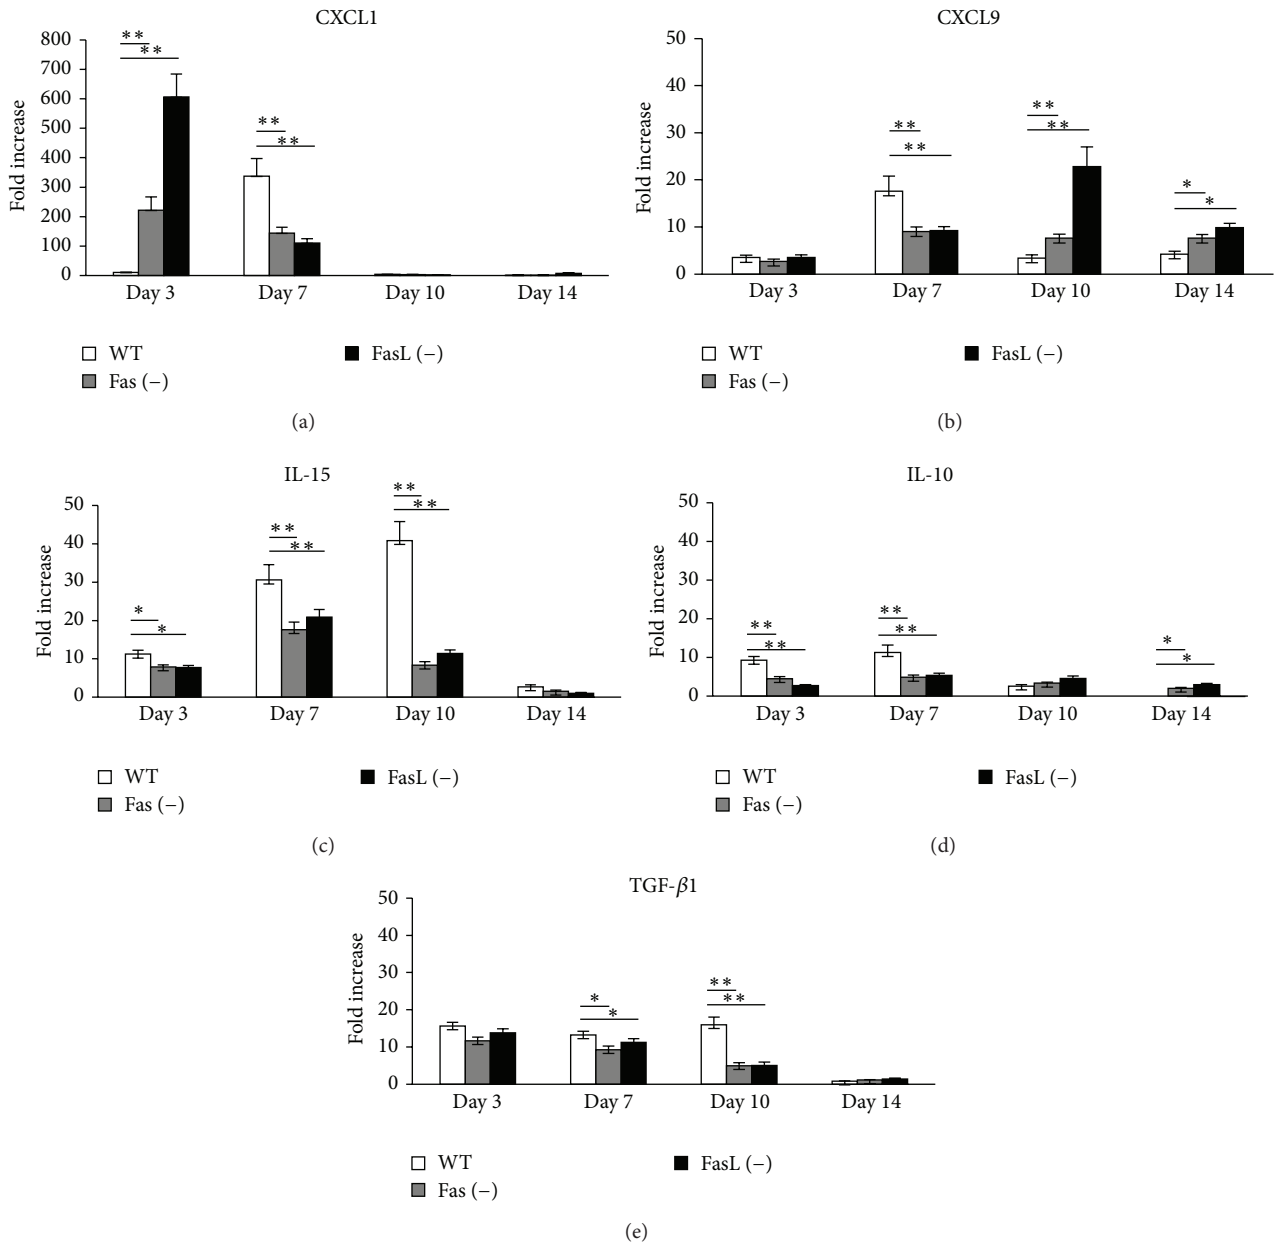 CXCL1
** 
**
**
**
800
700
600
500
400
300
200
100
0
Fold increase
Day 3 Day 7 Day 10 Day 14
WT
Fas (−)
FasL (−)
(a)
CXCL9
**
**
**
**
*
*
50
40
30
20
10
0
Fold increase
Day 3 Day 7 Day 10 Day 14
WT
Fas (−)
FasL (−)
(b)
IL-15
*
*
**
**
**
**
50
40
30
20
10
0
Fold increase
Day 3 Day 7 Day 10 Day 14
WT
Fas (−)
FasL (−)
(c)
IL-10
**
**
**
**
*
*
50
40
30
20
10
0
Fold increase
Day 3 Day 7 Day 10 Day 14
WT
Fas (−)
FasL (−)
(d)
TGF-β1
*
*
**
**
50
40
30
20
10
0
Fold increase
Day 3 Day 7 Day 10 Day 14
WT
Fas (−)
FasL (−)
(e)